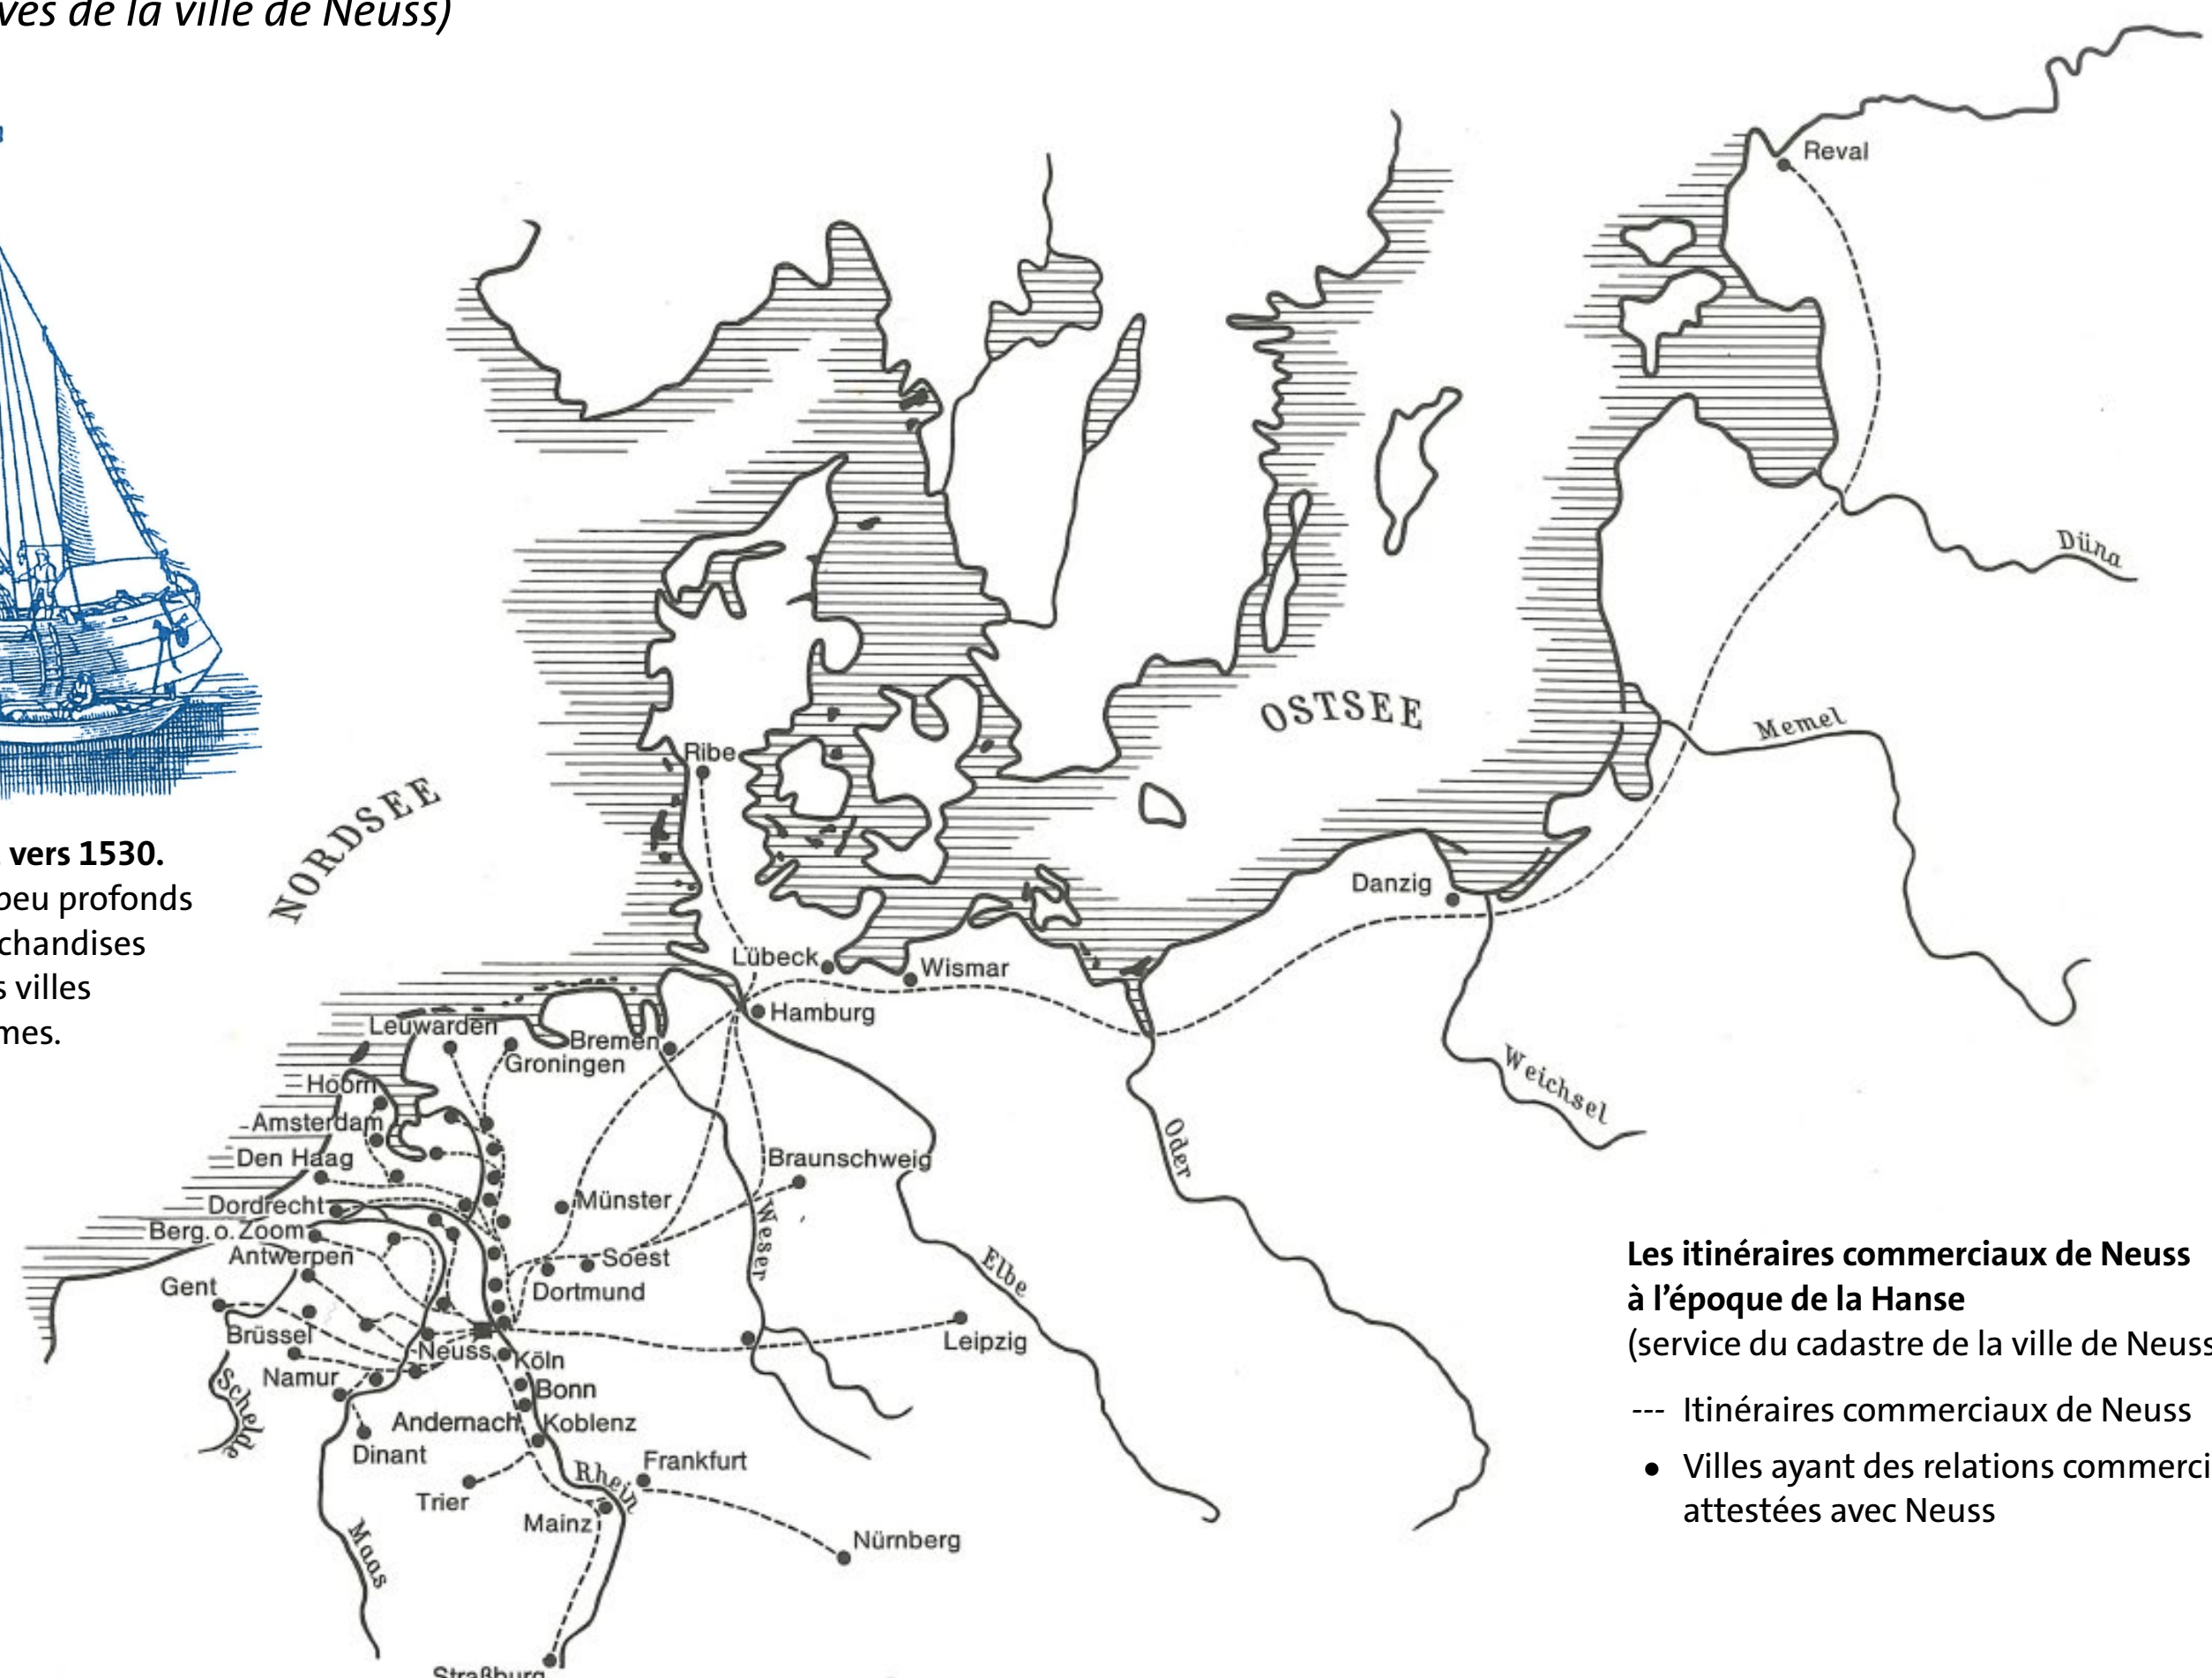 ves de la ville de Neuss)
vers 1530.
peu profonds
chandises
s villes
mes.
Reval
Düna
OSTSEE
Memel
Ribe
NORDSEE
Danzig
Lübeck
Wismar
Hamburg
Leuwarden
Bremen
Groningen
Weichsel
Hoorn
Amsterdam
Oder
Den Haag
Braunschweig
Münster
Dordrecht
Berg.o.Zoom
Weser
Antwerpen
Soest
Elbe
Gent
Dortmund
Brüssel
Leipzig
Neuss
Köln
Namur
Bonn
Schelde
Andernach
Koblenz
Dinant
Frankfurt
Rhein
Trier
Mainz
Nürnberg
Maas
Straßburg
Les itinéraires commerciaux de Neuss
à l’époque de la Hanse
(service du cadastre de la ville de Neuss
--- Itinéraires commerciaux de Neuss
● Villes ayant des relations commerci
attestées avec Neuss